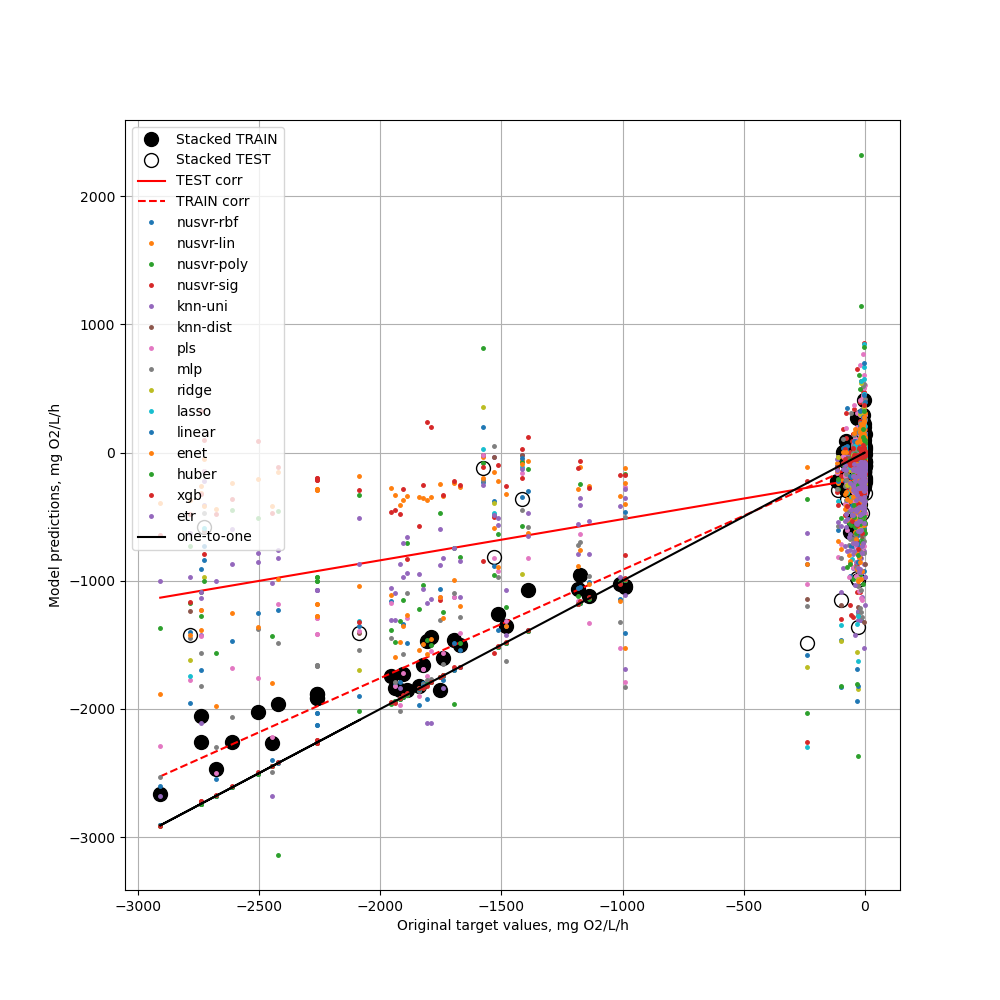 Stacked TRAIN
Stacked TEST
TEST corr
TRAIN corr
nusvr-rbf
nusvr-lin
nusvr-poly
nusvr-sig
knn-uni
knn-dist
pls
mlp
ridge
lasso
linear
enet
huber
xgb
etr
one-to-one
2000
1000
0
−1000
−2000
−3000
Model predictions, mg O2/L/h
−3000 −2500 −2000 −1500 −1000 −500 0
Original target values, mg O2/L/h